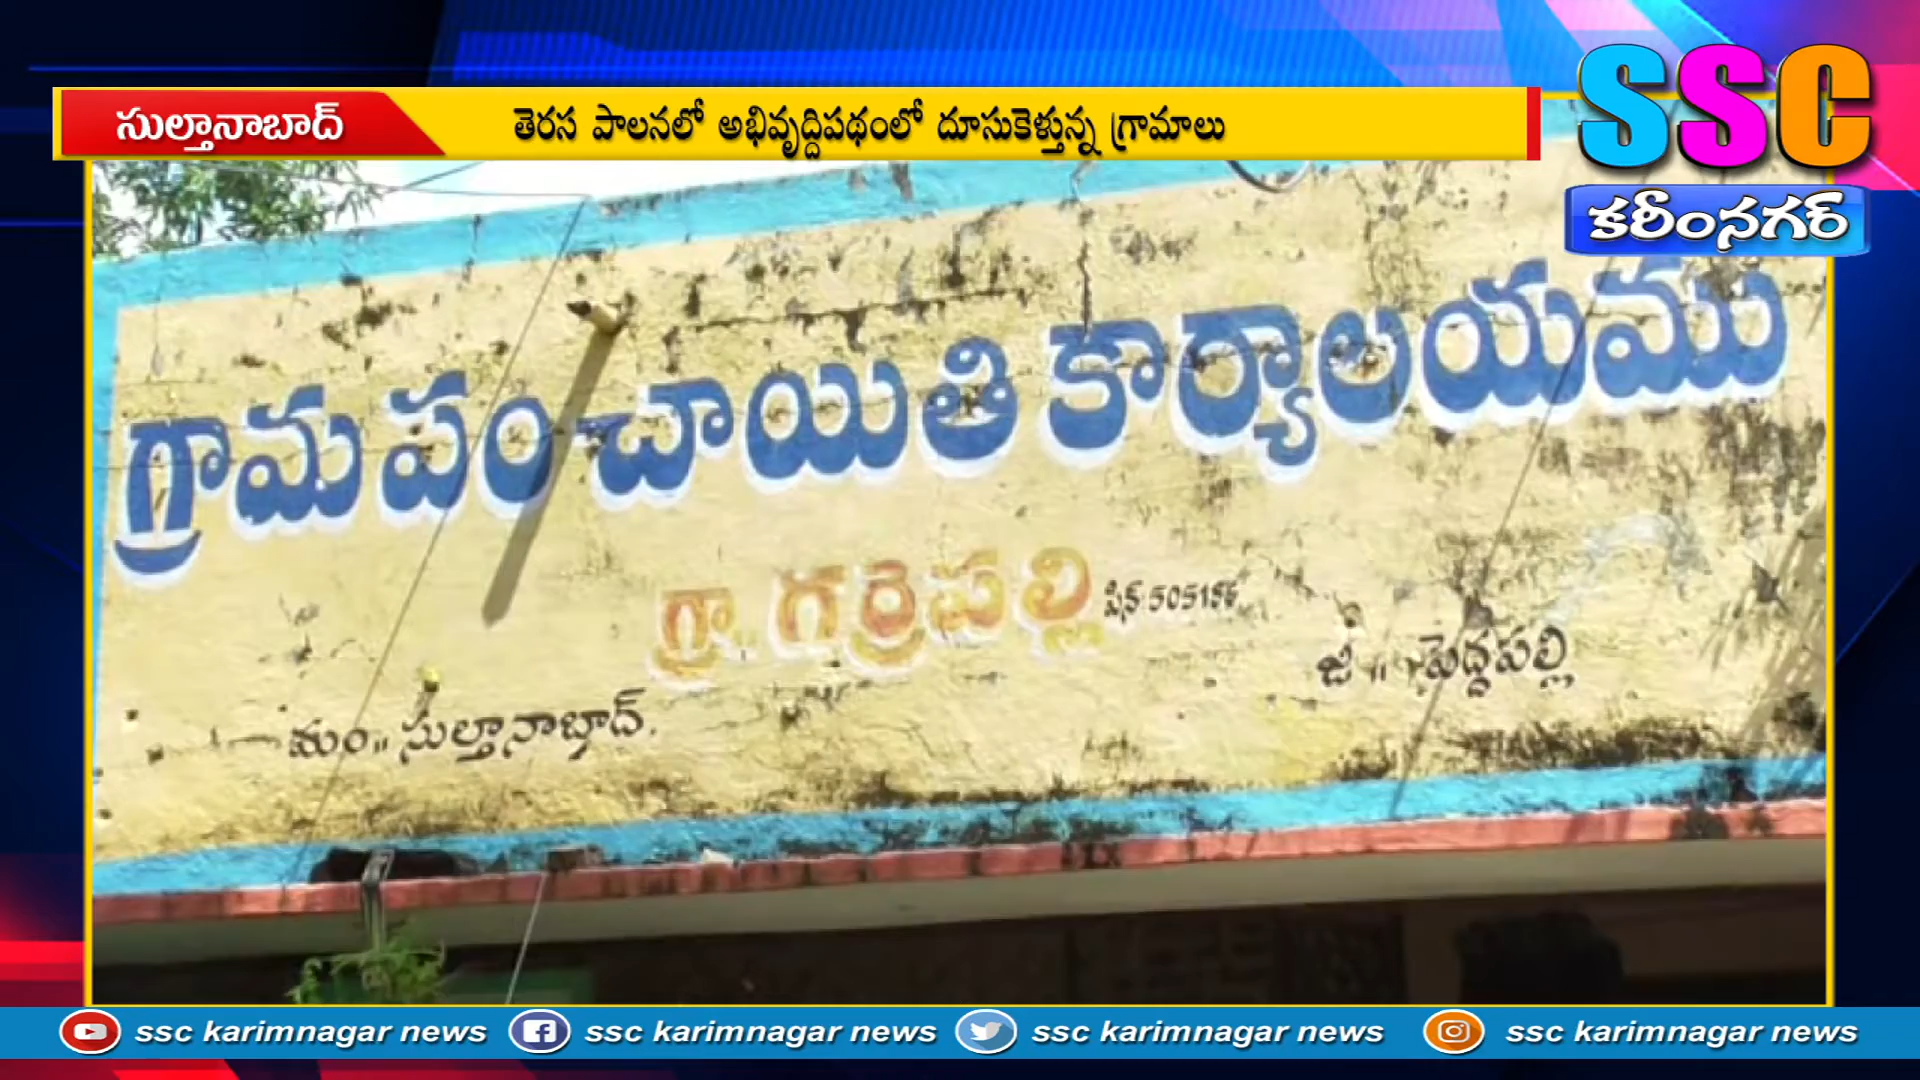 SSC
సుల్తానాబాద్ తెరస పాలనలో అభివృద్దిపథంలో దూసుకెళ్తున్న గ్రామాలు
కరీంనగర్
గ్రామ పంచాయితి కార్యాలయము
గ్రా. గర్రెపల్లి
జి॥ పెద్దపల్లి
మం॥ సుల్తానాబాద్.
ssc karimnagar news ssc karimnagar news ssc karimnagar news ssc karimnagar news